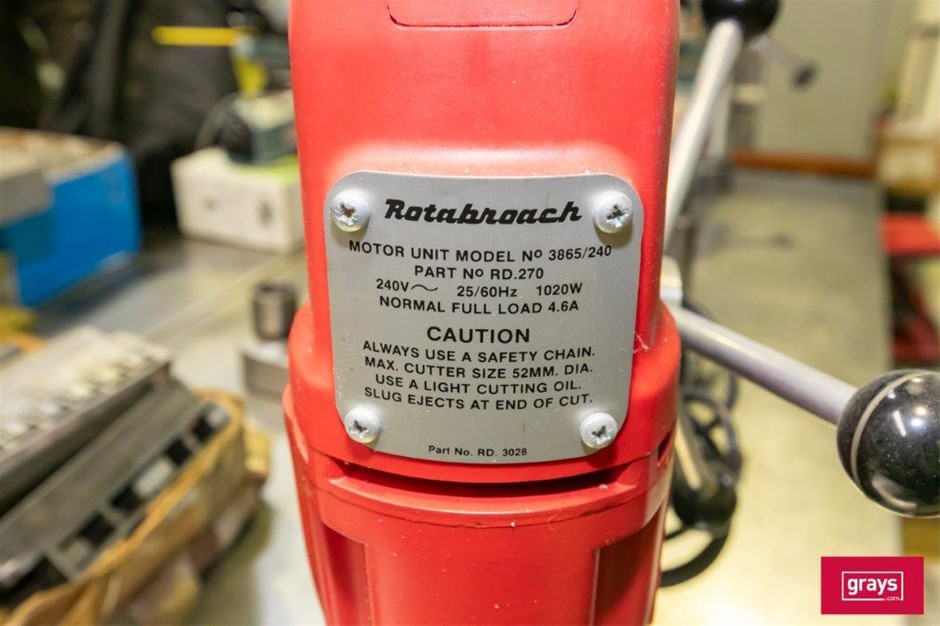 Rotabroach
MOTOR UNIT MODEL Nº 3865/240
PART Nº RD.270
240V～ 25/60Hz 1020W
NORMAL FULL LOAD 4.6A
CAUTION
ALWAYS USE A SAFETY CHAIN.
MAX. CUTTER SIZE 52MM. DIA.
USE A LIGHT CUTTING OIL.
SLUG EJECTS AT END OF CUT.
Part No. RD. 3028
grays
.com